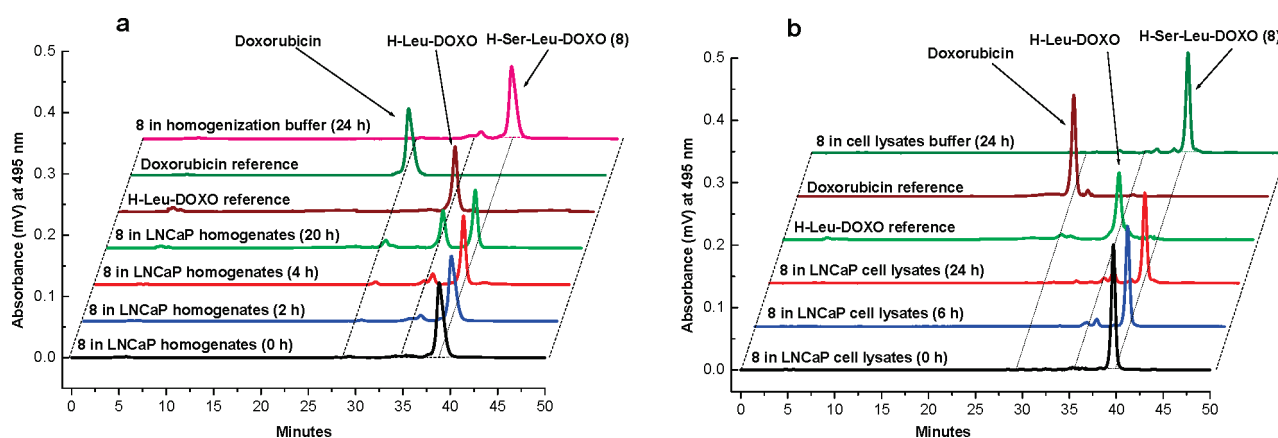 a
Doxorubicin
H-Leu-DOXO
H-Ser-Leu-DOXO (8)
0.5
0.4
0.3
0.2
0.1
0.0
Absorbance (mV) at 495 nm
8 in homogenization buffer (24 h)
Doxorubicin reference
H-Leu-DOXO reference
8 in LNCaP homogenates (20 h)
8 in LNCaP homogenates (4 h)
8 in LNCaP homogenates (2 h)
8 in LNCaP homogenates (0 h)
0 5 10 15 20 25 30 35 40 45 50
Minutes
b
Doxorubicin
H-Leu-DOXO
H-Ser-Leu-DOXO (8)
0.5
0.4
0.3
0.2
0.1
0.0
Absorbance (mV) at 495 nm
8 in cell lysates buffer (24 h)
Doxorubicin reference
H-Leu-DOXO reference
8 in LNCaP cell lysates (24 h)
8 in LNCaP cell lysates (6 h)
8 in LNCaP cell lysates (0 h)
0 5 10 15 20 25 30 35 40 45 50
Minutes